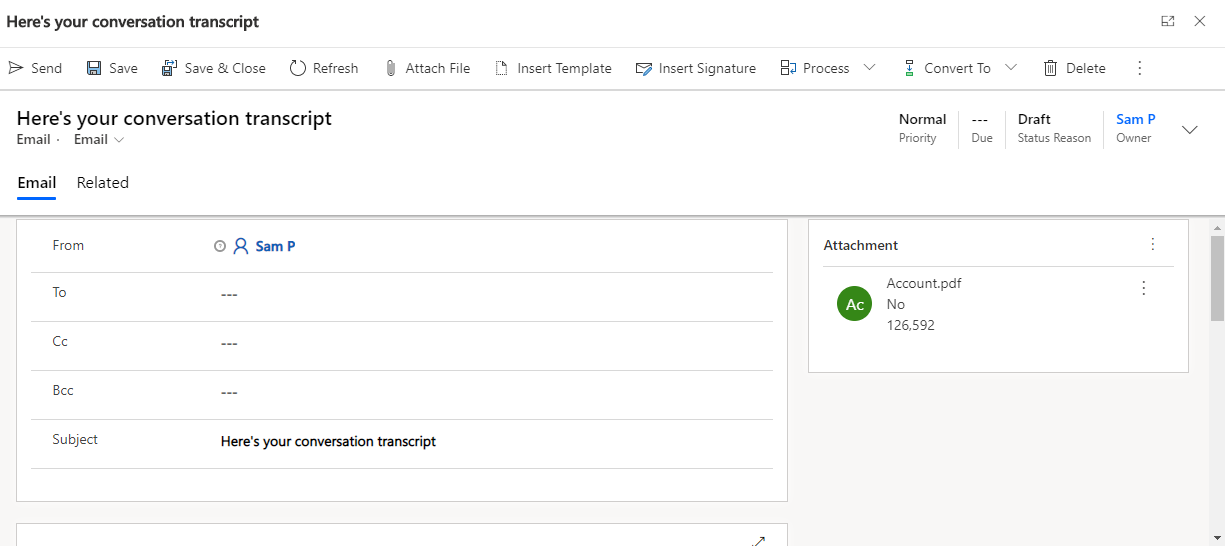 Here's your conversation transcript
Send Save Save & Close Refresh Attach File Insert Template Insert Signature Process Convert To Delete
Here's your conversation transcript
Email · Email
Normal
Priority
---
Due
Draft
Status Reason
Sam P
Owner
Email Related
From Sam P
To ---
Cc ---
Bcc ---
Subject Here's your conversation transcript
Attachment
Ac
Account.pdf
No
126,592